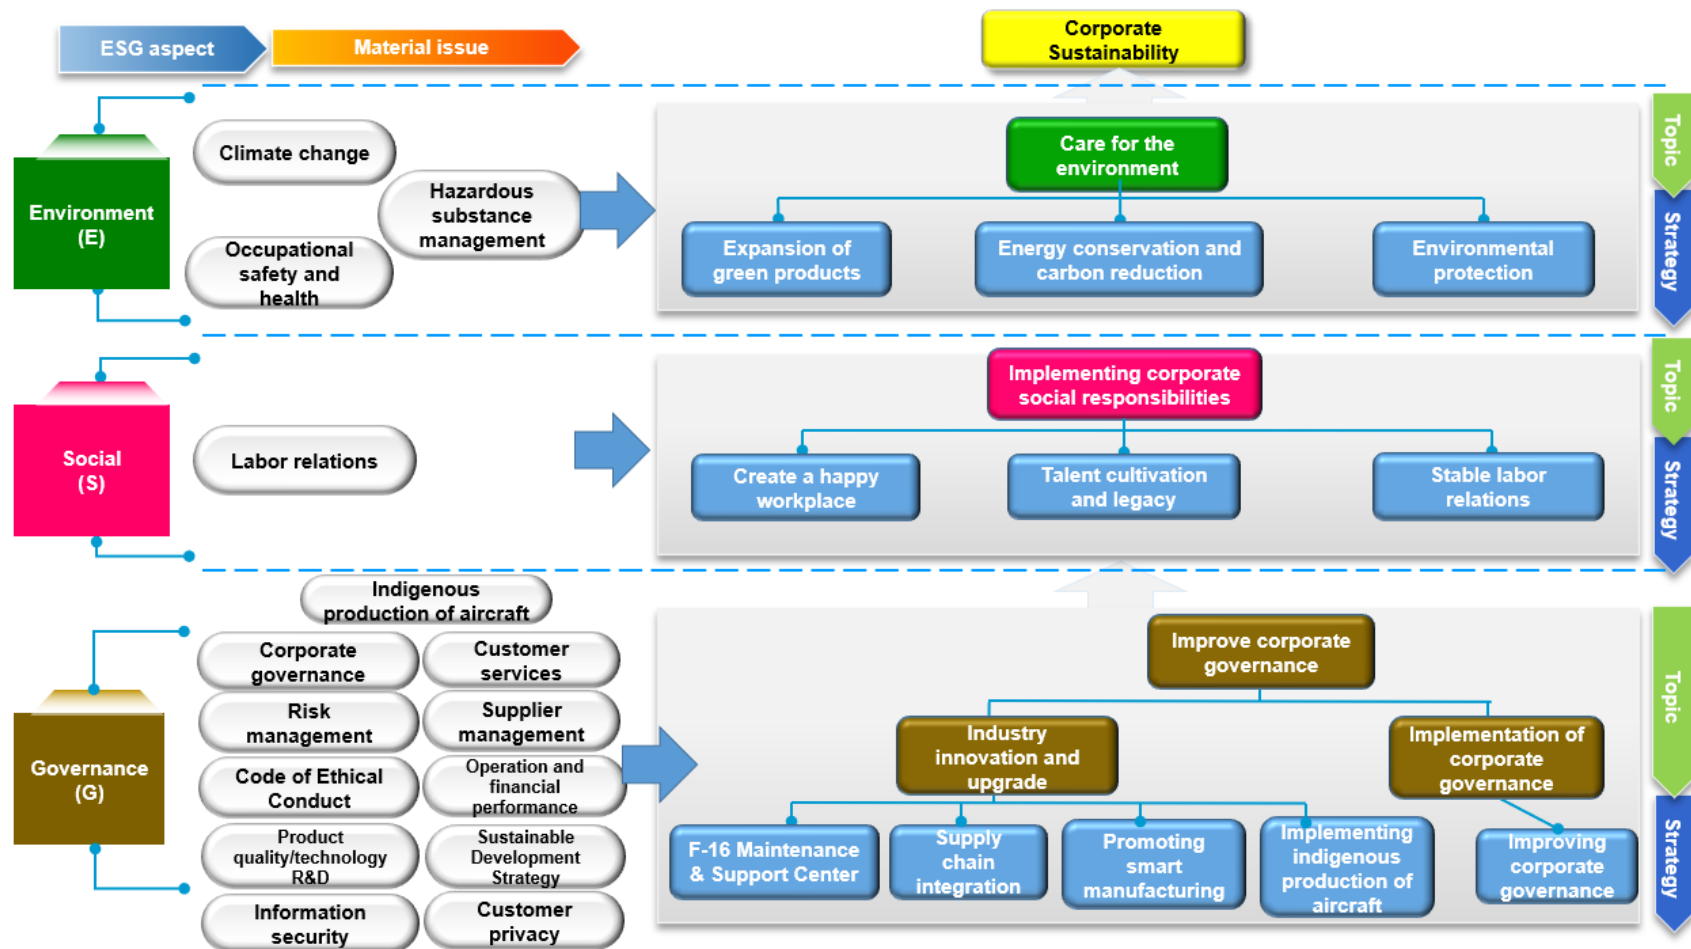 ESG aspect
Material issue
Corporate
Sustainability
Environment
(E)
Climate change
Hazardous
substance
management
Occupational
safety and
health
Care for the
environment
Expansion of
green products
Energy conservation and
carbon reduction
Environmental
protection
Topic
Strategy
Social
(S)
Labor relations
Implementing corporate
social responsibilities
Create a happy
workplace
Talent cultivation
and legacy
Stable labor
relations
Topic
Strategy
Governance
(G)
Indigenous
production of aircraft
Corporate
governance
Customer
services
Risk
management
Supplier
management
Code of Ethical
Conduct
Operation and
financial
performance
Product
quality/technology
R&D
Sustainable
Development
Strategy
Information
security
Customer
privacy
Improve corporate
governance
Industry
innovation and
upgrade
Implementation of
corporate
governance
F-16 Maintenance
& Support Center
Supply
chain
integration
Promoting
smart
manufacturing
Implementing
indigenous
production of
aircraft
Improving
corporate
governance
Topic
Strategy